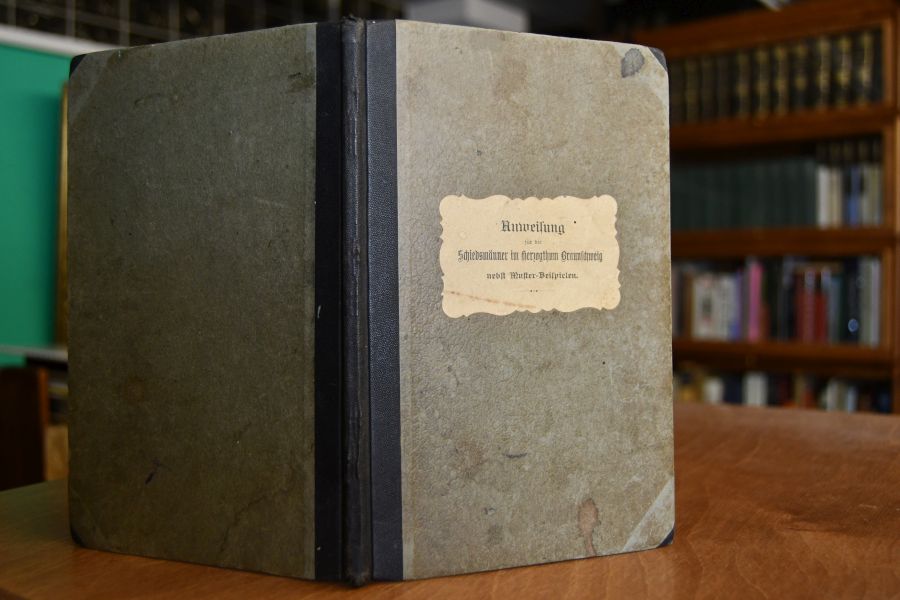 Anweisung
für die
Schiedsmänner im Herzogthum Braunschweig
nebst Muster-Beispielen.